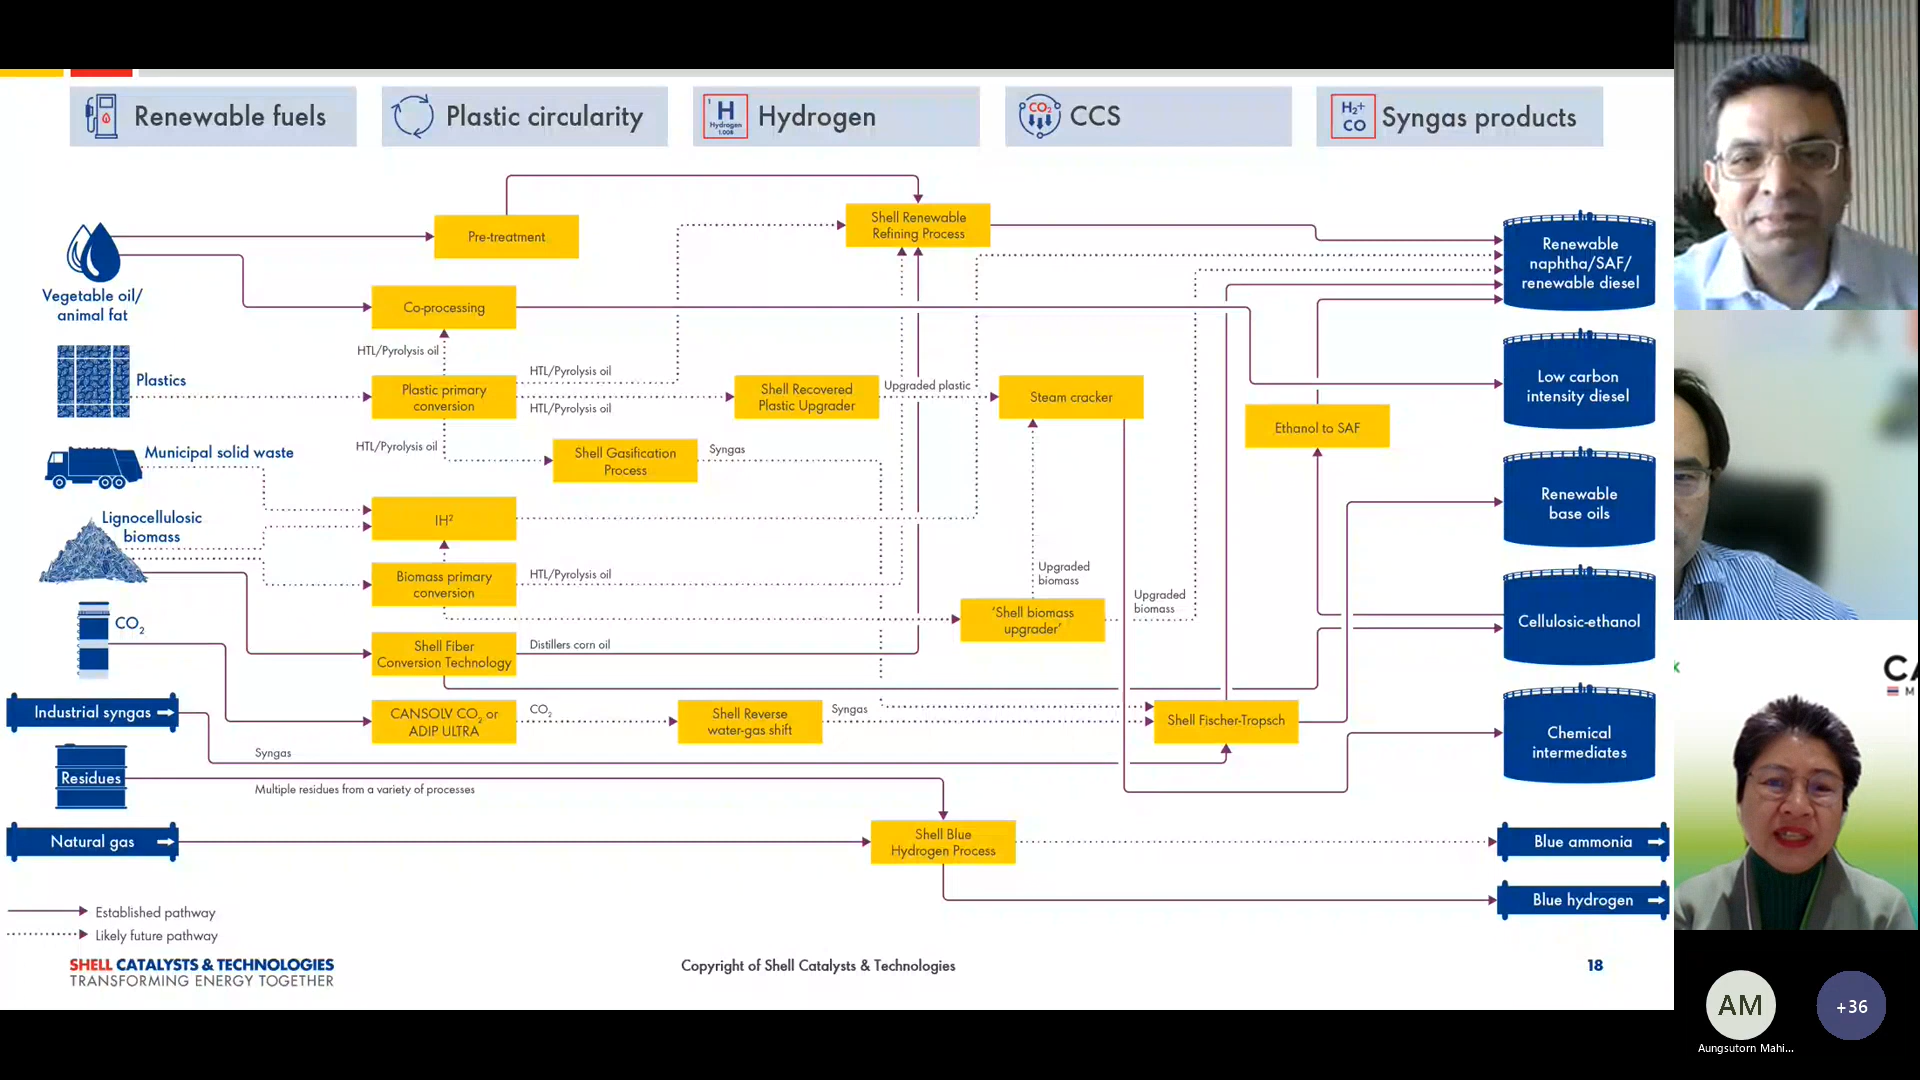 Renewable fuels
Plastic circularity
1
H
Hydrogen
1.008
Hydrogen
CO₂
CCS
H₂+
CO
Syngas products
Pre-treatment
Shell Renewable
Refining Process
Vegetable oil/
animal fat
Co-processing
Renewable
naphtha/SAF/
renewable diesel
HTL/Pyrolysis oil
Plastics
Plastic primary
conversion
HTL/Pyrolysis oil
HTL/Pyrolysis oil
Shell Recovered
Plastic Upgrader
Upgraded plastic
Steam cracker
Low carbon
intensity diesel
Ethanol to SAF
HTL/Pyrolysis oil
Municipal solid waste
Shell Gasification
Process
Syngas
Renewable
base oils
Lignocellulosic
biomass
IH²
Biomass primary
conversion
HTL/Pyrolysis oil
Upgraded
biomass
'Shell biomass
upgrader'
Upgraded
biomass
Cellulosic-ethanol
CO₂
Shell Fiber
Conversion Technology
Distillers corn oil
Industrial syngas
CANSOLV CO₂ or
ADIP ULTRA
CO₂
Shell Reverse
water-gas shift
Syngas
Shell Fischer-Tropsch
Chemical
intermediates
Syngas
Residues
Multiple residues from a variety of processes
Natural gas
Shell Blue
Hydrogen Process
Blue ammonia
Blue hydrogen
Established pathway
Likely future pathway
SHELL CATALYSTS & TECHNOLOGIES
TRANSFORMING ENERGY TOGETHER
Copyright of Shell Catalysts & Technologies
18
AM
+36
Aungsutorn Mahi...